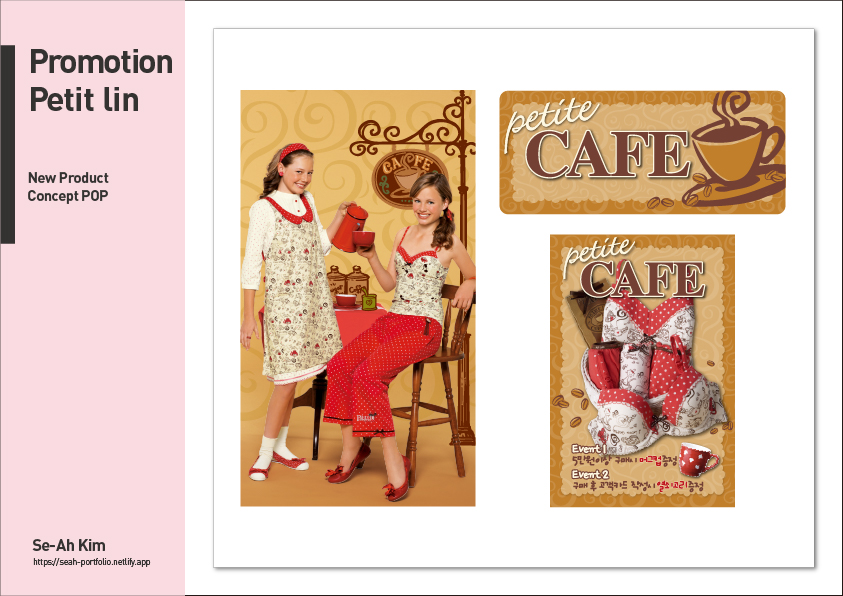 Promotion
Petit lin
New Product
Concept POP
Se-Ah Kim
https://seah-portfolio.netlify.app
CAFE
petite
CAFE
petite
CAFE
Event 1
5만원이상 구매시 머그컵증정
Event 2
구매 후 고객카드 작성시 열쇠고리증정